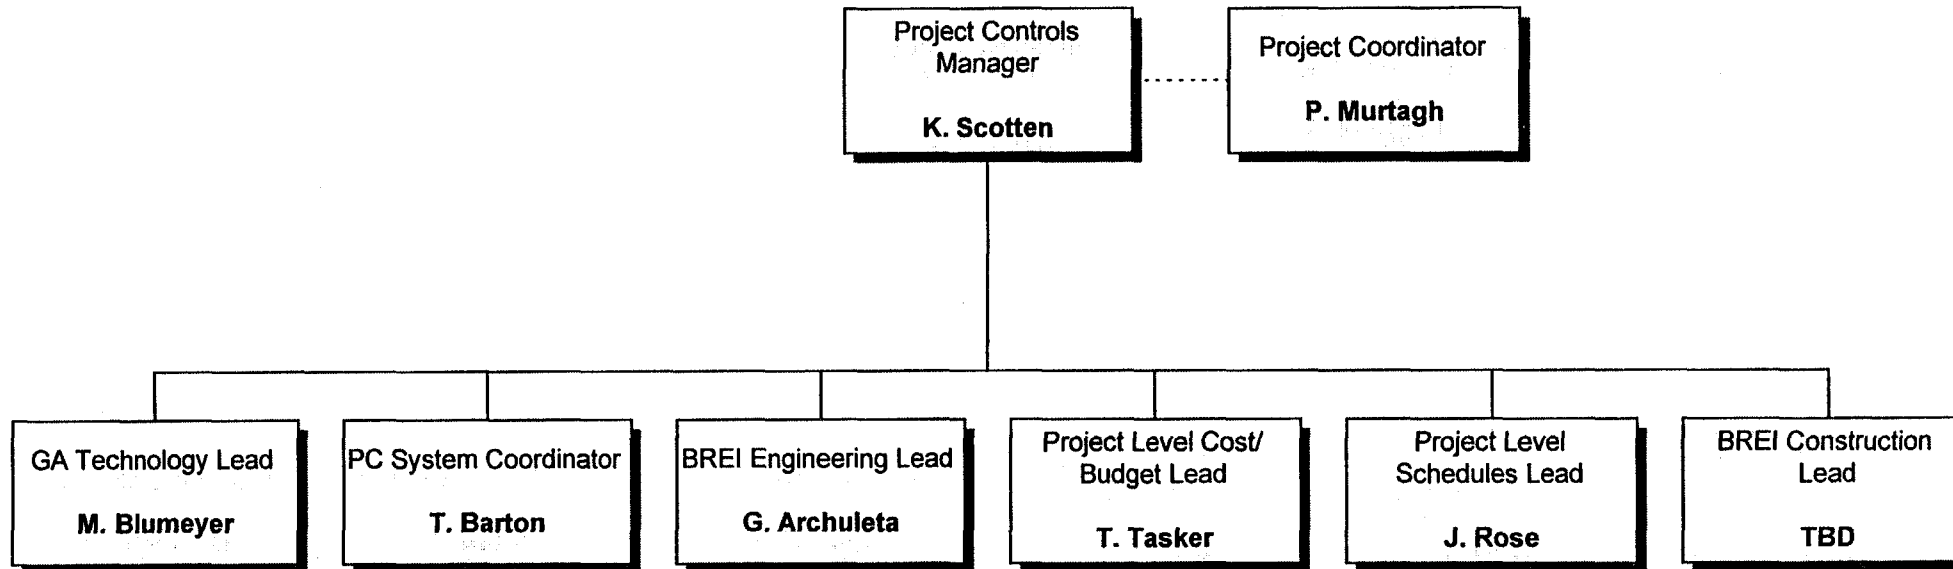 Project Controls
Manager
K. Scotten
Project Coordinator
P. Murtagh
GA Technology Lead
M. Blumeyer
PC System Coordinator
T. Barton
BREI Engineering Lead
G. Archuleta
Project Level Cost/
Budget Lead
T. Tasker
Project Level
Schedules Lead
J. Rose
BREI Construction
Lead
TBD